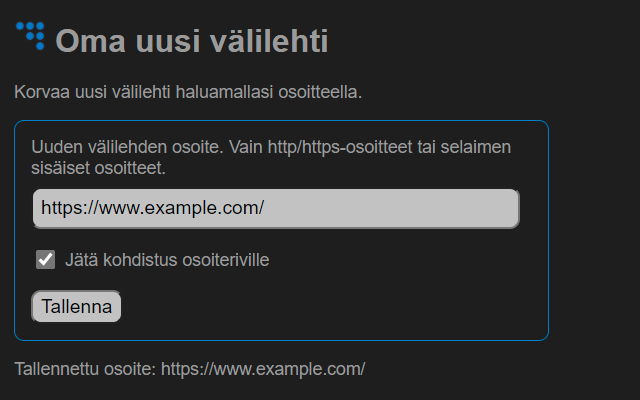 Oma uusi välilehti
Korvaa uusi välilehti haluamallasi osoitteella.
Uuden välilehden osoite. Vain http/https-osoitteet tai selaimen
sisäiset osoitteet.
https://www.example.com/
Jätä kohdistus osoiteriville
Tallenna
Tallennettu osoite: https://www.example.com/